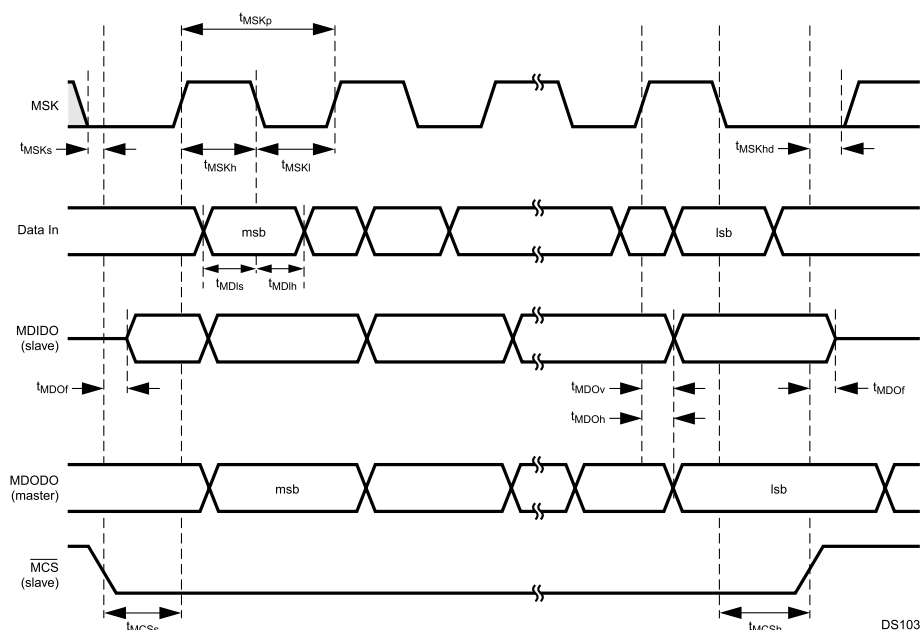 tMSKp
MSK
tMSKs
tMSKh
tMSKl
tMSKhd
Data In
msb
lsb
tMDIs
tMDIh
MDIDO
(slave)
tMDOf
tMDOv
tMDOf
tMDOh
MDODO
(master)
msb
lsb
MCS
(slave)
tMCSs
tMCSh
DS103